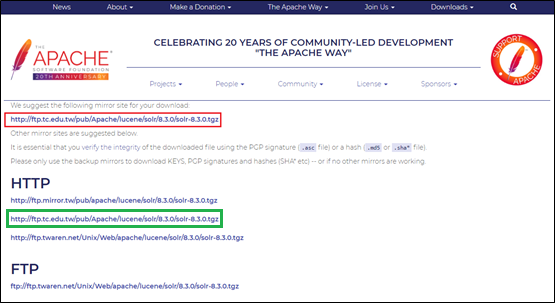 News About Make a Donation The Apache Way Join Us Downloads
THE
APACHE
SOFTWARE FOUNDATION
20TH ANNIVERSARY
CELEBRATING 20 YEARS OF COMMUNITY-LED DEVELOPMENT
"THE APACHE WAY"
SUPPORT APACHE
Projects People Community License Sponsors
We suggest the following mirror site for your download:
http://ftp.tc.edu.tw/pub/Apache/lucene/solr/8.3.0/solr-8.3.0.tgz
Other mirror sites are suggested below.
It is essential that you verify the integrity of the downloaded file using the PGP signature (.asc file) or a hash (.md5 or .sha* file).
Please only use the backup mirrors to download KEYS, PGP signatures and hashes (SHA* etc) -- or if no other mirrors are working.
HTTP
http://ftp.mirror.tw/pub/apache/lucene/solr/8.3.0/solr-8.3.0.tgz
http://ftp.tc.edu.tw/pub/Apache/lucene/solr/8.3.0/solr-8.3.0.tgz
http://ftp.twaren.net/Unix/Web/apache/lucene/solr/8.3.0/solr-8.3.0.tgz
FTP
ftp://ftp.twaren.net/Unix/Web/apache/lucene/solr/8.3.0/solr-8.3.0.tgz